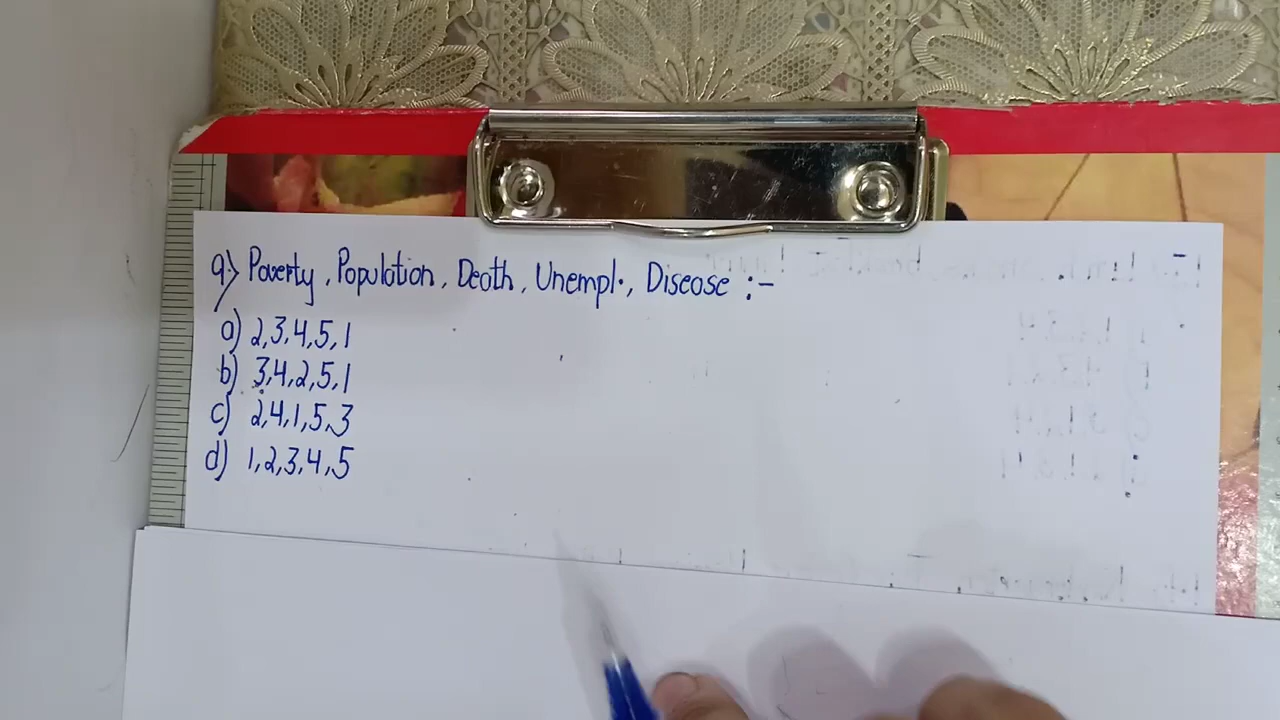 9) Poverty, Population, Death, Unempl., Disease :-
a) 2,3,4,5,1
b) 3,4,2,5,1
c) 2,4,1,5,3
d) 1,2,3,4,5